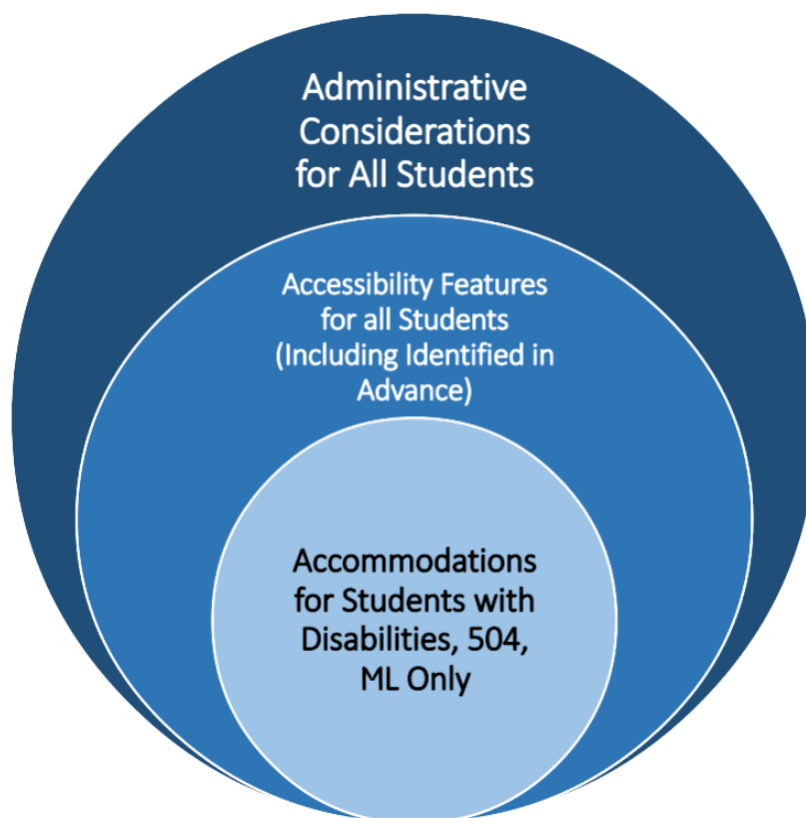 Administrative
Considerations
for All Students
Accessibility Features
for all Students
(Including Identified in
Advance)
Accommodations
for Students with
Disabilities, 504,
ML Only